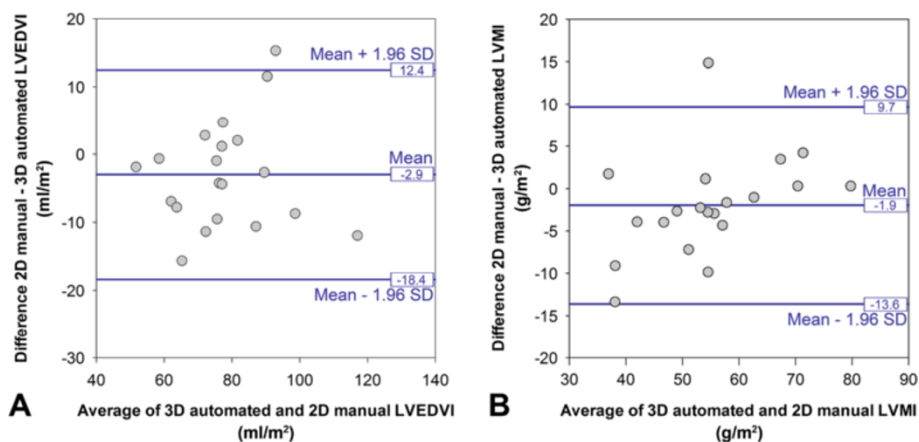 20
Mean + 1.96 SD
12.4
10
0
Mean
-2.9
-10
-18.4
-20
Mean - 1.96 SD
-30
40 60 80 100 120 140
Difference 2D manual - 3D automated LVEDVI
(ml/m²)
A
Average of 3D automated and 2D manual LVEDVI
(ml/m²)
20
15
Mean + 1.96 SD
10
9.7
5
0
Mean
-1.9
-5
-10
-13.6
-15
Mean - 1.96 SD
-20
30 40 50 60 70 80 90
Difference 2D manual - 3D automated LVMI
(g/m²)
B
Average of 3D automated and 2D manual LVMI
(g/m²)